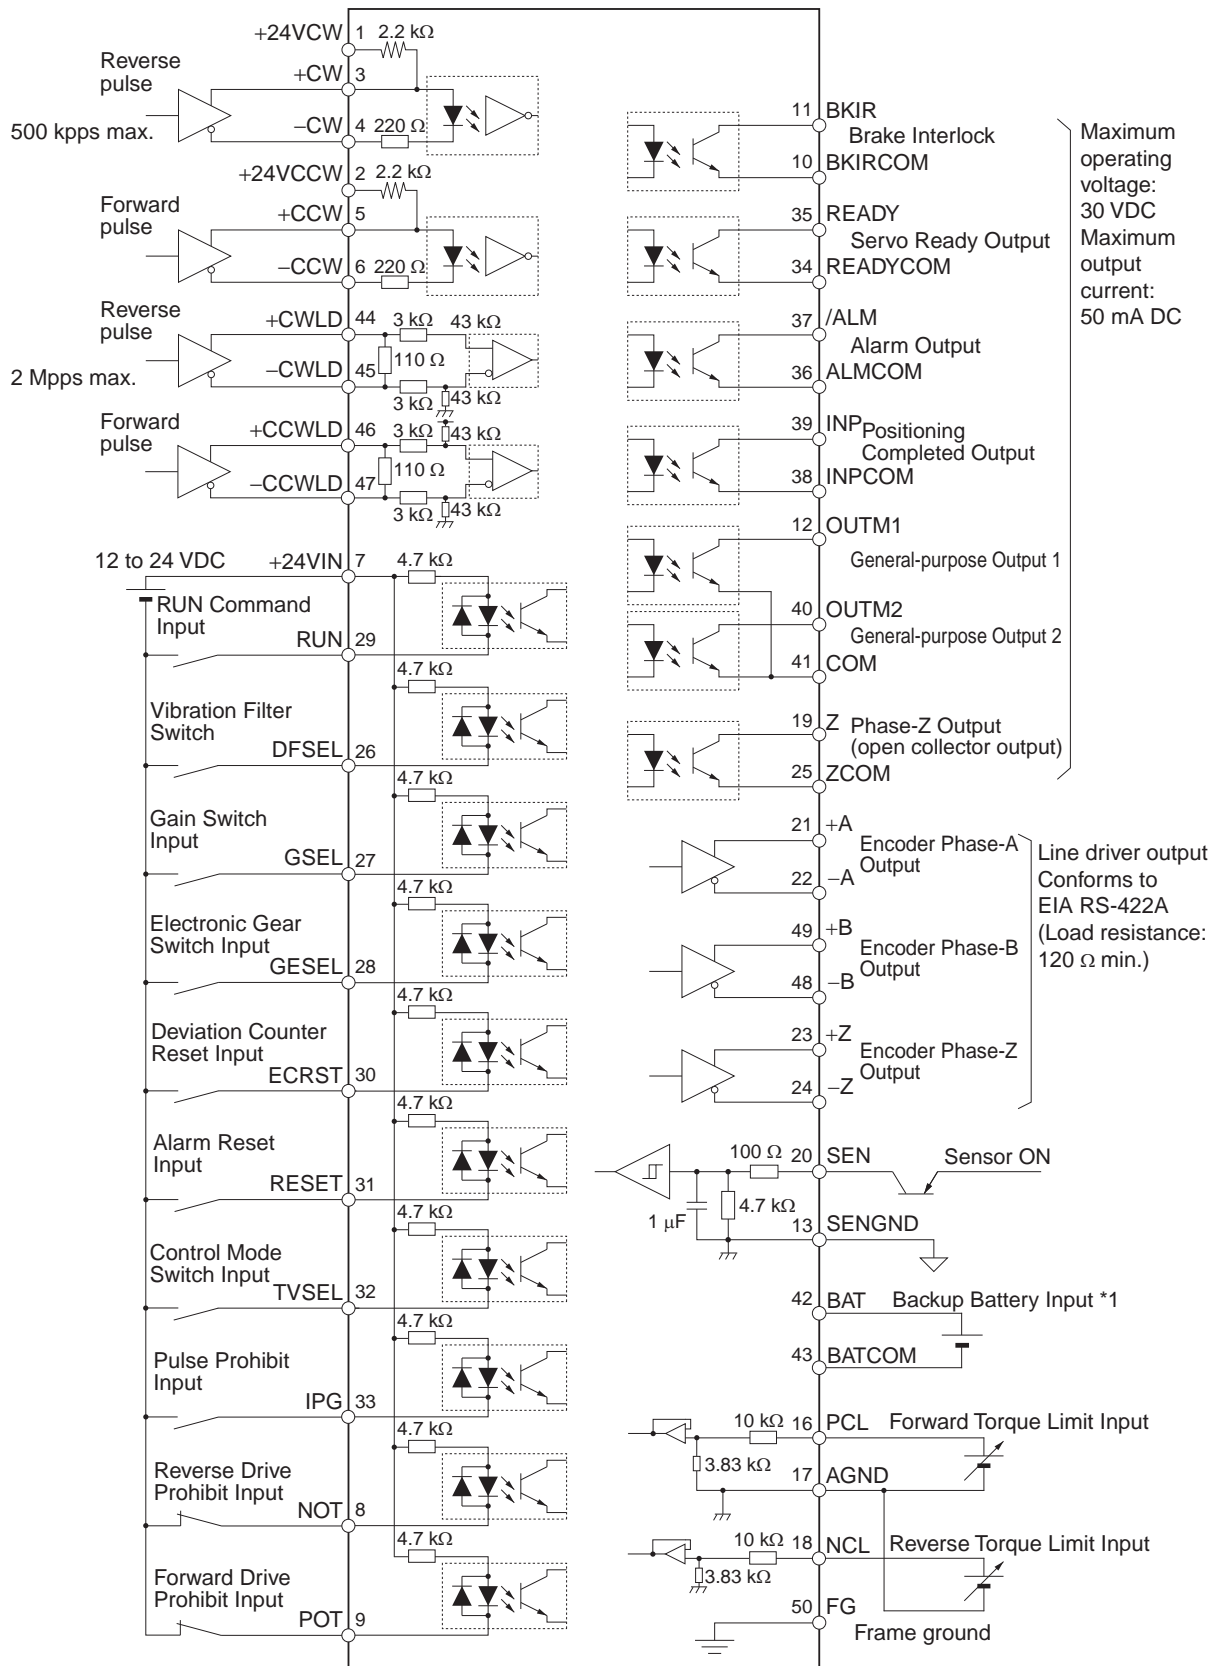 +24VCW 1 2.2 kΩ
Reverse
pulse
+CW 3
500 kpps max.
−CW 4 220 Ω
+24VCCW 2 2.2 kΩ
Forward
pulse
+CCW 5
−CCW 6 220 Ω
Reverse
pulse
+CWLD 44 3 kΩ 43 kΩ
110 Ω
2 Mpps max.
−CWLD 45
3 kΩ 43 kΩ
Forward
pulse
+CCWLD 46 3 kΩ 43 kΩ
110 Ω
−CCWLD 47
3 kΩ 43 kΩ
12 to 24 VDC +24VIN 7 4.7 kΩ
RUN Command
Input
RUN 29
4.7 kΩ
Vibration Filter
Switch
DFSEL 26
4.7 kΩ
Gain Switch
Input
GSEL 27
4.7 kΩ
Electronic Gear
Switch Input
GESEL 28
4.7 kΩ
Deviation Counter
Reset Input
ECRST 30
4.7 kΩ
Alarm Reset
Input
RESET 31
4.7 kΩ
Control Mode
Switch Input
TVSEL 32
4.7 kΩ
Pulse Prohibit
Input
IPG 33
4.7 kΩ
Reverse Drive
Prohibit Input
NOT 8
4.7 kΩ
Forward Drive
Prohibit Input
POT 9
11 BKIR
Brake Interlock
10 BKIRCOM
35 READY
Servo Ready Output
34 READYCOM
37 /ALM
Alarm Output
36 ALMCOM
39 INP
Positioning
Completed Output
38 INPCOM
12 OUTM1
General-purpose Output 1
40 OUTM2
General-purpose Output 2
41 COM
19 Z Phase-Z Output
(open collector output)
25 ZCOM
Maximum
operating
voltage:
30 VDC
Maximum
output
current:
50 mA DC
21 +A
Encoder Phase-A
Output
22 −A
49 +B
Encoder Phase-B
Output
48 −B
23 +Z
Encoder Phase-Z
Output
24 −Z
Line driver output
Conforms to
EIA RS-422A
(Load resistance:
120 Ω min.)
100 Ω 20 SEN Sensor ON
4.7 kΩ
1 μF
13 SENGND
42 BAT Backup Battery Input *1
43 BATCOM
10 kΩ 16 PCL Forward Torque Limit Input
3.83 kΩ
17 AGND
10 kΩ 18 NCL Reverse Torque Limit Input
3.83 kΩ
50 FG
Frame ground